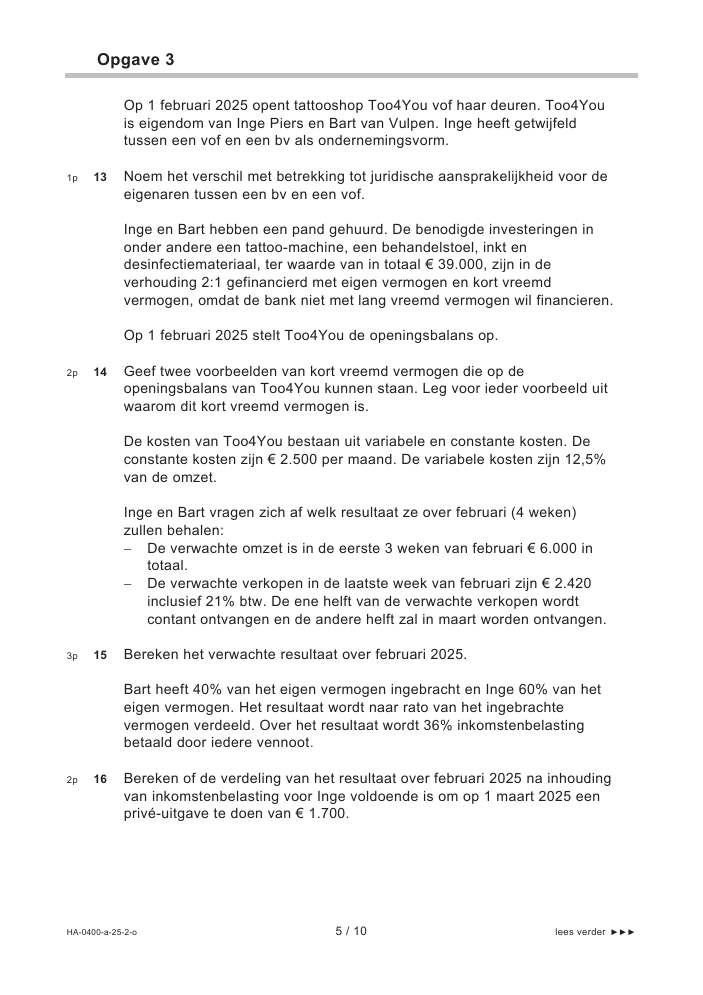 Opgave 3
Op 1 februari 2025 opent tattooshop Too4You vof haar deuren. Too4You
is eigendom van Inge Piers en Bart van Vulpen. Inge heeft getwijfeld
tussen een vof en een bv als ondernemingsvorm.
1p 13 Noem het verschil met betrekking tot juridische aansprakelijkheid voor de
eigenaren tussen een bv en een vof.
Inge en Bart hebben een pand gehuurd. De benodigde investeringen in
onder andere een tattoo-machine, een behandelstoel, inkt en
desinfectiemateriaal, ter waarde van in totaal € 39.000, zijn in de
verhouding 2:1 gefinancierd met eigen vermogen en kort vreemd
vermogen, omdat de bank niet met lang vreemd vermogen wil financieren.
Op 1 februari 2025 stelt Too4You de openingsbalans op.
2p 14 Geef twee voorbeelden van kort vreemd vermogen die op de
openingsbalans van Too4You kunnen staan. Leg voor ieder voorbeeld uit
waarom dit kort vreemd vermogen is.
De kosten van Too4You bestaan uit variabele en constante kosten. De
constante kosten zijn € 2.500 per maand. De variabele kosten zijn 12,5%
van de omzet.
Inge en Bart vragen zich af welk resultaat ze over februari (4 weken)
zullen behalen:
– De verwachte omzet is in de eerste 3 weken van februari € 6.000 in
totaal.
– De verwachte verkopen in de laatste week van februari zijn € 2.420
inclusief 21% btw. De ene helft van de verwachte verkopen wordt
contant ontvangen en de andere helft zal in maart worden ontvangen.
3p 15 Bereken het verwachte resultaat over februari 2025.
Bart heeft 40% van het eigen vermogen ingebracht en Inge 60% van het
eigen vermogen. Het resultaat wordt naar rato van het ingebrachte
vermogen verdeeld. Over het resultaat wordt 36% inkomstenbelasting
betaald door iedere vennoot.
2p 16 Bereken of de verdeling van het resultaat over februari 2025 na inhouding
van inkomstenbelasting voor Inge voldoende is om op 1 maart 2025 een
privé-uitgave te doen van € 1.700.
HA-0400-a-25-2-o 5 / 10 lees verder ►►►